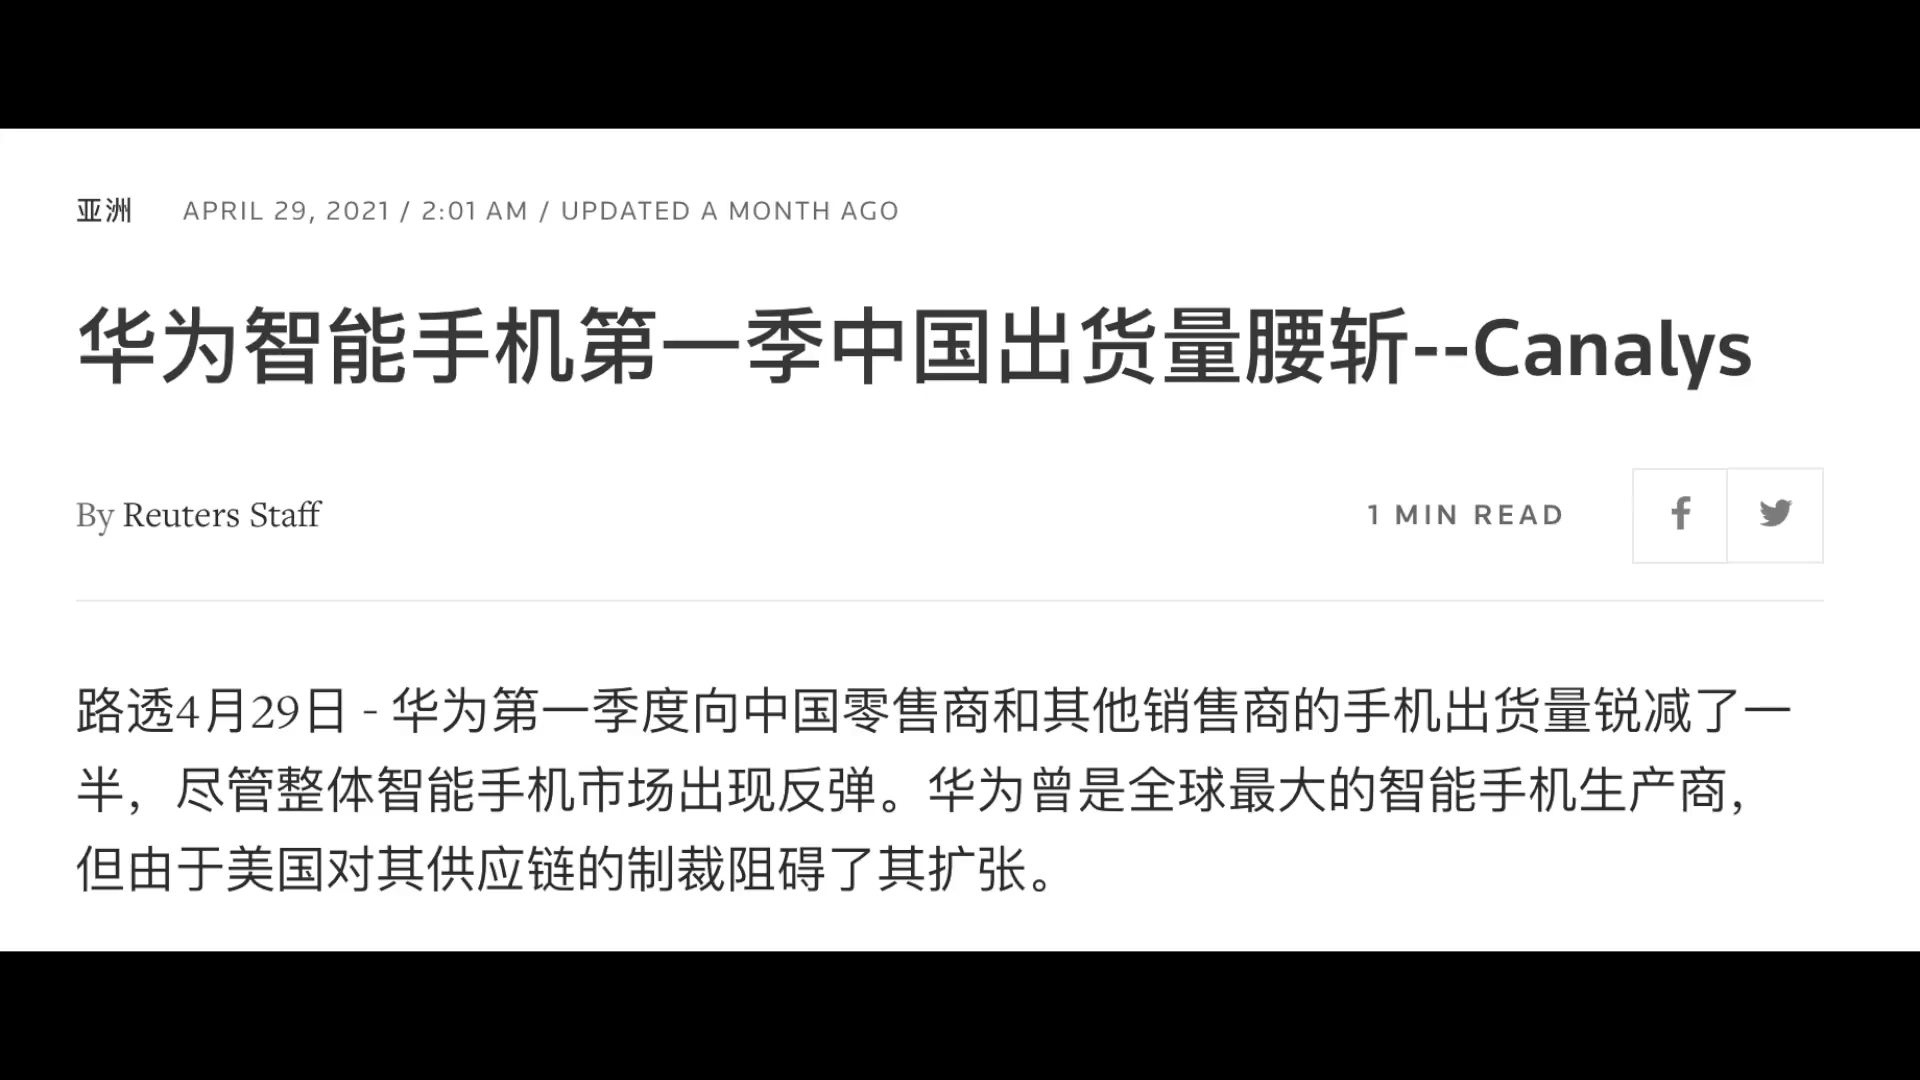 亚洲 APRIL 29, 2021 / 2:01 AM / UPDATED A MONTH AGO
华为智能手机第一季中国出货量腰斩--Canalys
By Reuters Staff 1 MIN READ
路透4月29日 - 华为第一季度向中国零售商和其他销售商的手机出货量锐减了一
半，尽管整体智能手机市场出现反弹。华为曾是全球最大的智能手机生产商，
但由于美国对其供应链的制裁阻碍了其扩张。